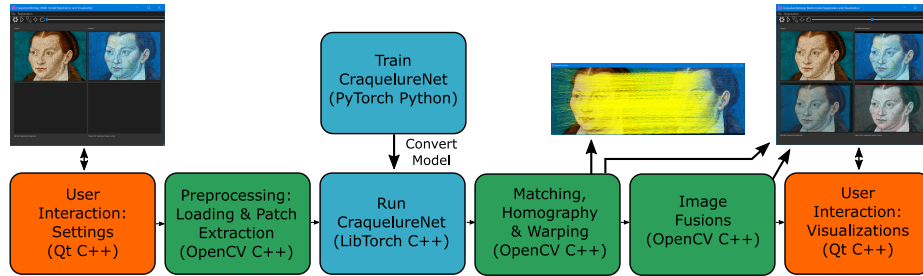 Train
CraquelureNet
(PyTorch Python)
Convert
Model
User
Interaction:
Settings
(Qt C++)
Preprocessing:
Loading & Patch
Extraction
(OpenCV C++)
Run
CraquelureNet
(LibTorch C++)
Matching,
Homography
& Warping
(OpenCV C++)
Image
Fusions
(OpenCV C++)
User
Interaction:
Visualizations
(Qt C++)